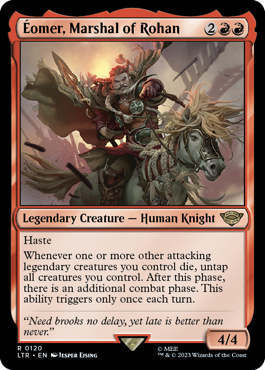 Éomer, Marshal of Rohan 2
Legendary Creature — Human Knight
Haste
Whenever one or more other attacking
legendary creatures you control die, untap
all creatures you control. After this phase,
there is an additional combat phase. This
ability triggers only once each turn.
“Need brooks no delay, yet late is better than
never.”
4/4
R 0120
LTR • EN JESPER EJSING
© MEE
™ & © 2023 Wizards of the Coast